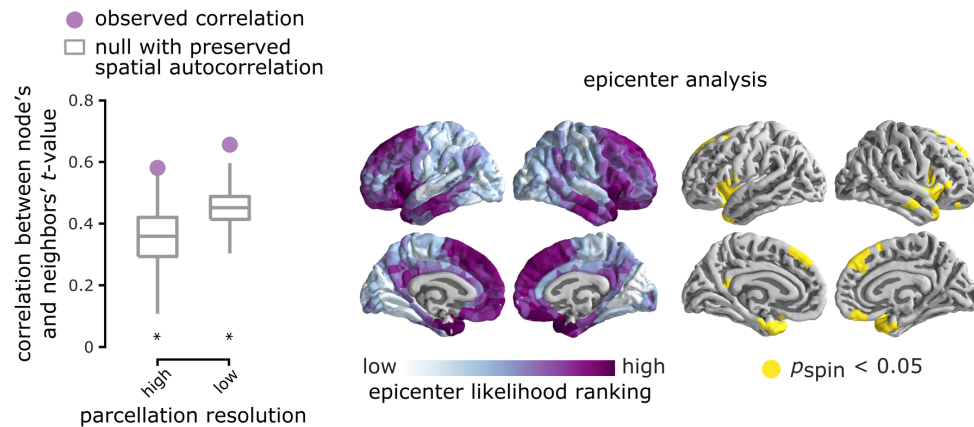 observed correlation
null with preserved
spatial autocorrelation
correlation between node's
and neighbors' t-value
0.8
0.6
0.4
0.2
0
*
*
high
low
parcellation resolution
epicenter analysis
low
high
epicenter likelihood ranking
pspin < 0.05